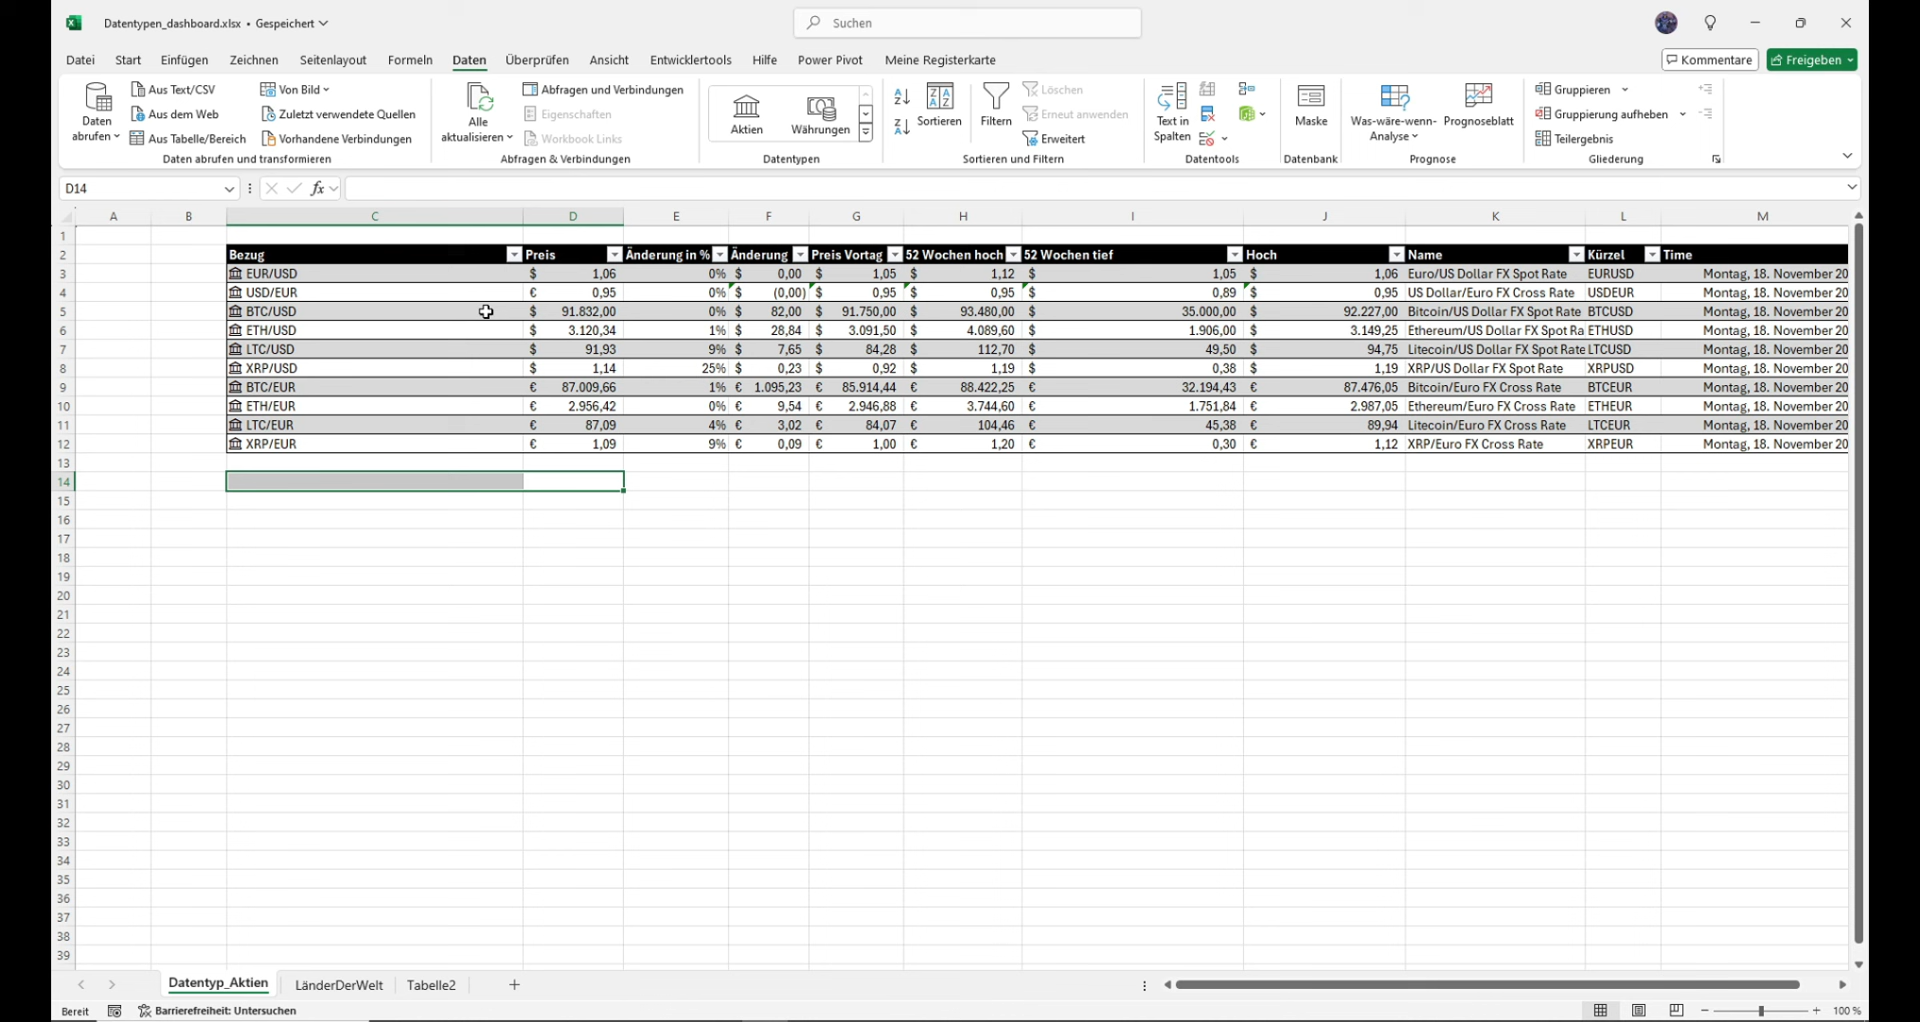 Datentypen_dashboard.xlsx • Gespeichert
Suchen
Datei Start Einfügen Zeichnen Seitenlayout Formeln Daten Überprüfen Ansicht Entwicklertools Hilfe Power Pivot Meine Registerkarte
Kommentare
Freigeben
Daten abrufen
Aus Text/CSV
Aus dem Web
Aus Tabelle/Bereich
Von Bild
Zuletzt verwendete Quellen
Vorhandene Verbindungen
Daten abrufen und transformieren
Alle aktualisieren
Abfragen und Verbindungen
Eigenschaften
Workbook Links
Abfragen & Verbindungen
Aktien
Währungen
Datentypen
Sortieren
Filtern
Löschen
Erneut anwenden
Erweitert
Sortieren und Filtern
Text in Spalten
Datentools
Maske
Datenbank
Was-wäre-wenn-Analyse
Prognoseblatt
Prognose
Gruppieren
Gruppierung aufheben
Teilergebnis
Gliederung
D14
fx
A B C D E F G H I J K L M
1
2 Bezug Preis Änderung in % Änderung Preis Vortag 52 Wochen hoch 52 Wochen tief Hoch Name Kürzel Time
3 EUR/USD $ 1,06 0% $ 0,00 $ 1,05 $ 1,12 $ 1,05 $ 1,06 Euro/US Dollar FX Spot Rate EURUSD Montag, 18. November 20
4 USD/EUR € 0,95 0% $ (0,00) $ 0,95 $ 0,95 $ 0,89 $ 0,95 US Dollar/Euro FX Cross Rate USDEUR Montag, 18. November 20
5 BTC/USD $ 91.832,00 0% $ 82,00 $ 91.750,00 $ 93.480,00 $ 35.000,00 $ 92.227,00 Bitcoin/US Dollar FX Spot Rate BTCUSD Montag, 18. November 20
6 ETH/USD $ 3.120,34 1% $ 28,84 $ 3.091,50 $ 4.089,60 $ 1.906,00 $ 3.149,25 Ethereum/US Dollar FX Spot Ra ETHUSD Montag, 18. November 20
7 LTC/USD $ 91,93 9% $ 7,65 $ 84,28 $ 112,70 $ 49,50 $ 94,75 Litecoin/US Dollar FX Spot Rate LTCUSD Montag, 18. November 20
8 XRP/USD $ 1,14 25% $ 0,23 $ 0,92 $ 1,19 $ 0,38 $ 1,19 XRP/US Dollar FX Spot Rate XRPUSD Montag, 18. November 20
9 BTC/EUR € 87.009,66 1% € 1.095,23 € 85.914,44 € 88.422,25 € 32.194,43 € 87.476,05 Bitcoin/Euro FX Cross Rate BTCEUR Montag, 18. November 20
10 ETH/EUR € 2.956,42 0% € 9,54 € 2.946,88 € 3.744,60 € 1.751,84 € 2.987,05 Ethereum/Euro FX Cross Rate ETHEUR Montag, 18. November 20
11 LTC/EUR € 87,09 4% € 3,02 € 84,07 € 104,46 € 45,38 € 89,94 Litecoin/Euro FX Cross Rate LTCEUR Montag, 18. November 20
12 XRP/EUR € 1,09 9% € 0,09 € 1,00 € 1,20 € 0,30 € 1,12 XRP/Euro FX Cross Rate XRPEUR Montag, 18. November 20
13
14
15
16
17
18
19
20
21
22
23
24
25
26
27
28
29
30
31
32
33
34
35
36
37
38
39
Datentyp_Aktien LänderDerWelt Tabelle2
Bereit Barrierefreiheit: Untersuchen 100 %